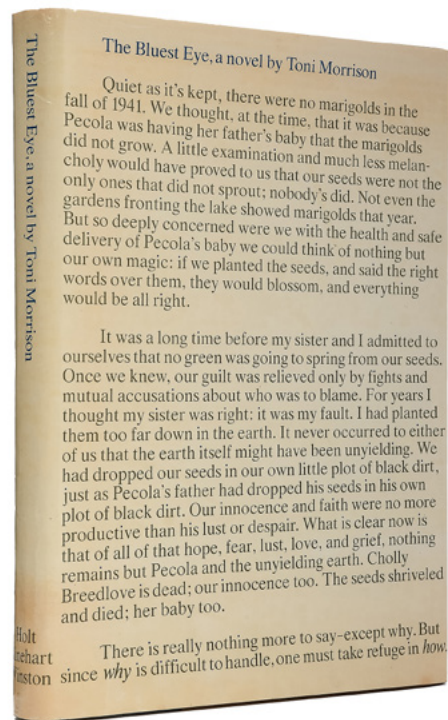 The Bluest Eye, a novel by Toni Morrison
The Bluest Eye, a novel by Toni Morrison
Quiet as it's kept, there were no marigolds in the
fall of 1941. We thought, at the time, that it was because
Pecola was having her father's baby that the marigolds
did not grow. A little examination and much less melan-
choly would have proved to us that our seeds were not the
only ones that did not sprout; nobody's did. Not even the
gardens fronting the lake showed marigolds that year.
But so deeply concerned were we with the health and safe
delivery of Pecola's baby we could think of nothing but
our own magic: if we planted the seeds, and said the right
words over them, they would blossom, and everything
would be all right.
It was a long time before my sister and I admitted to
ourselves that no green was going to spring from our seeds.
Once we knew, our guilt was relieved only by fights and
mutual accusations about who was to blame. For years I
thought my sister was right: it was my fault. I had planted
them too far down in the earth. It never occurred to either
of us that the earth itself might have been unyielding. We
had dropped our seeds in our own little plot of black dirt,
just as Pecola's father had dropped his seeds in his own
plot of black dirt. Our innocence and faith were no more
productive than his lust or despair. What is clear now is
that of all of that hope, fear, lust, love, and grief, nothing
remains but Pecola and the unyielding earth. Cholly
Breedlove is dead; our innocence too. The seeds shriveled
and died; her baby too.
There is really nothing more to say–except why. But
since why is difficult to handle, one must take refuge in how.
Holt